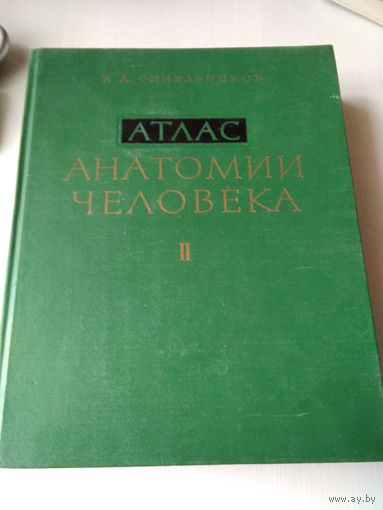 Р. Д. СИНЕЛЬНИКОВ
АТЛАС
АНАТОМИИ
ЧЕЛОВЕКА
II
www.ay.by